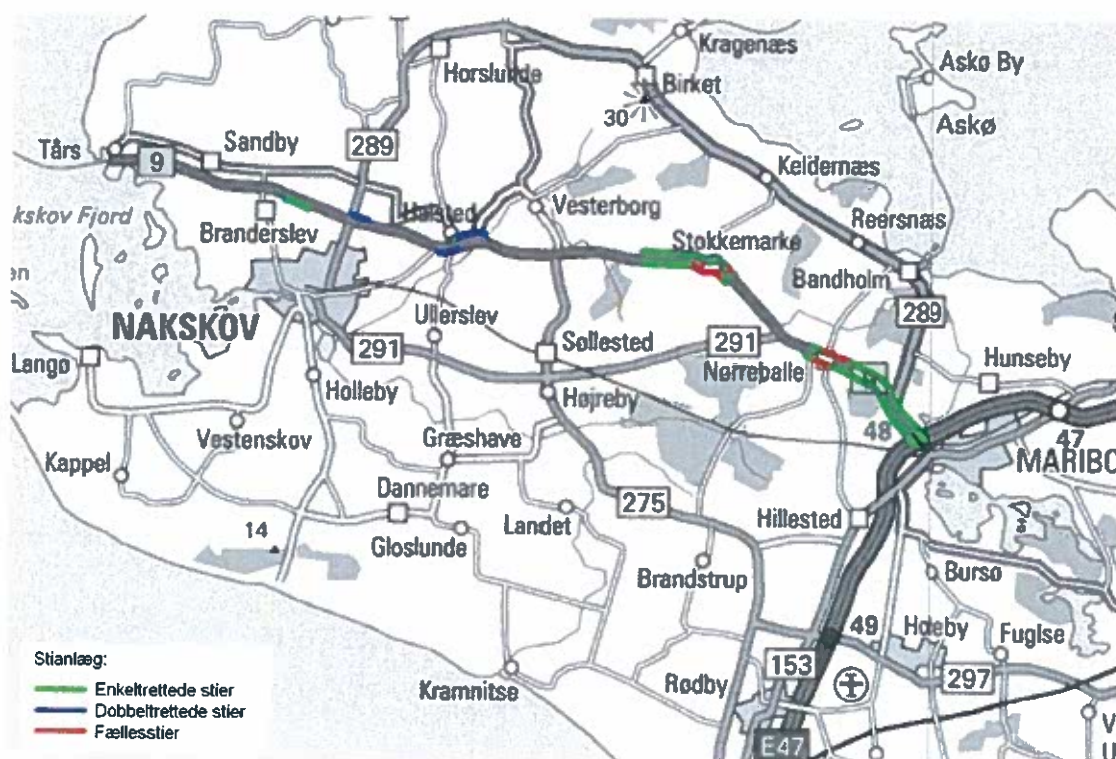 Kragenæs
Askø By
Horslunde
Birket
30
Askø
Tårs
9
Sandby
289
Keldernæs
kskov Fjord
Branderslev
Halsted
Vesterborg
Reersnæs
Stokkemarke
en
Bandholm
NAKSKOV
Ullerslev
289
Langø
291
Søllested
291
Nørreballe
Hunseby
Holleby
Højreby
Vestenskov
Græshave
48
47
Kappel
MARIBO
Dannemare
275
Hillested
14
Gloslunde
Landet
Brandstrup
Bursø
49
Fuglse
Stianlæg:
Enkeltrettede stier
Dobbeltrettede stier
Fællesstier
Kramnitse
Rødby
153
297
E47
V
U